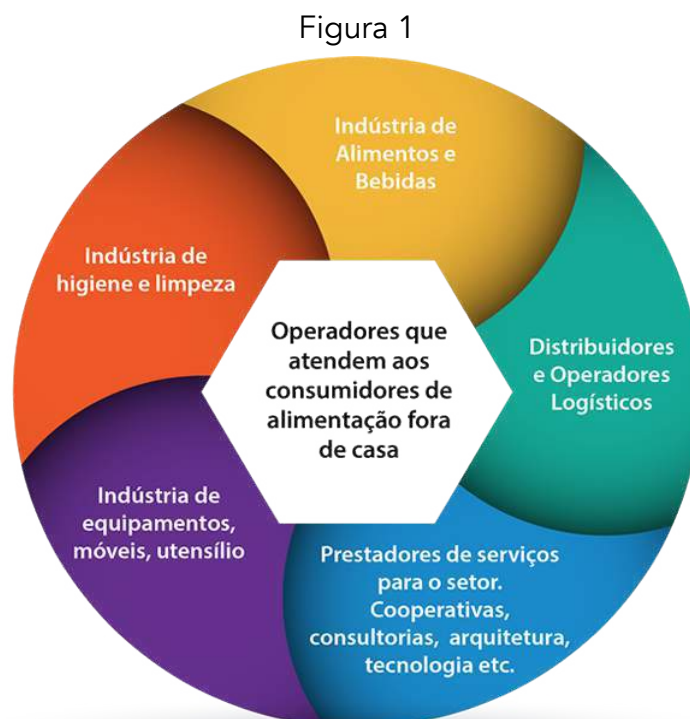 Figura 1
Indústria de
Alimentos e
Bebidas
Distribuidores
e Operadores
Logísticos
Prestadores de serviços
para o setor.
Cooperativas,
consultorias, arquitetura,
tecnologia etc.
Indústria de
equipamentos,
móveis, utensílio
Indústria de
higiene e limpeza
Operadores que
atendem aos
consumidores de
alimentação fora
de casa